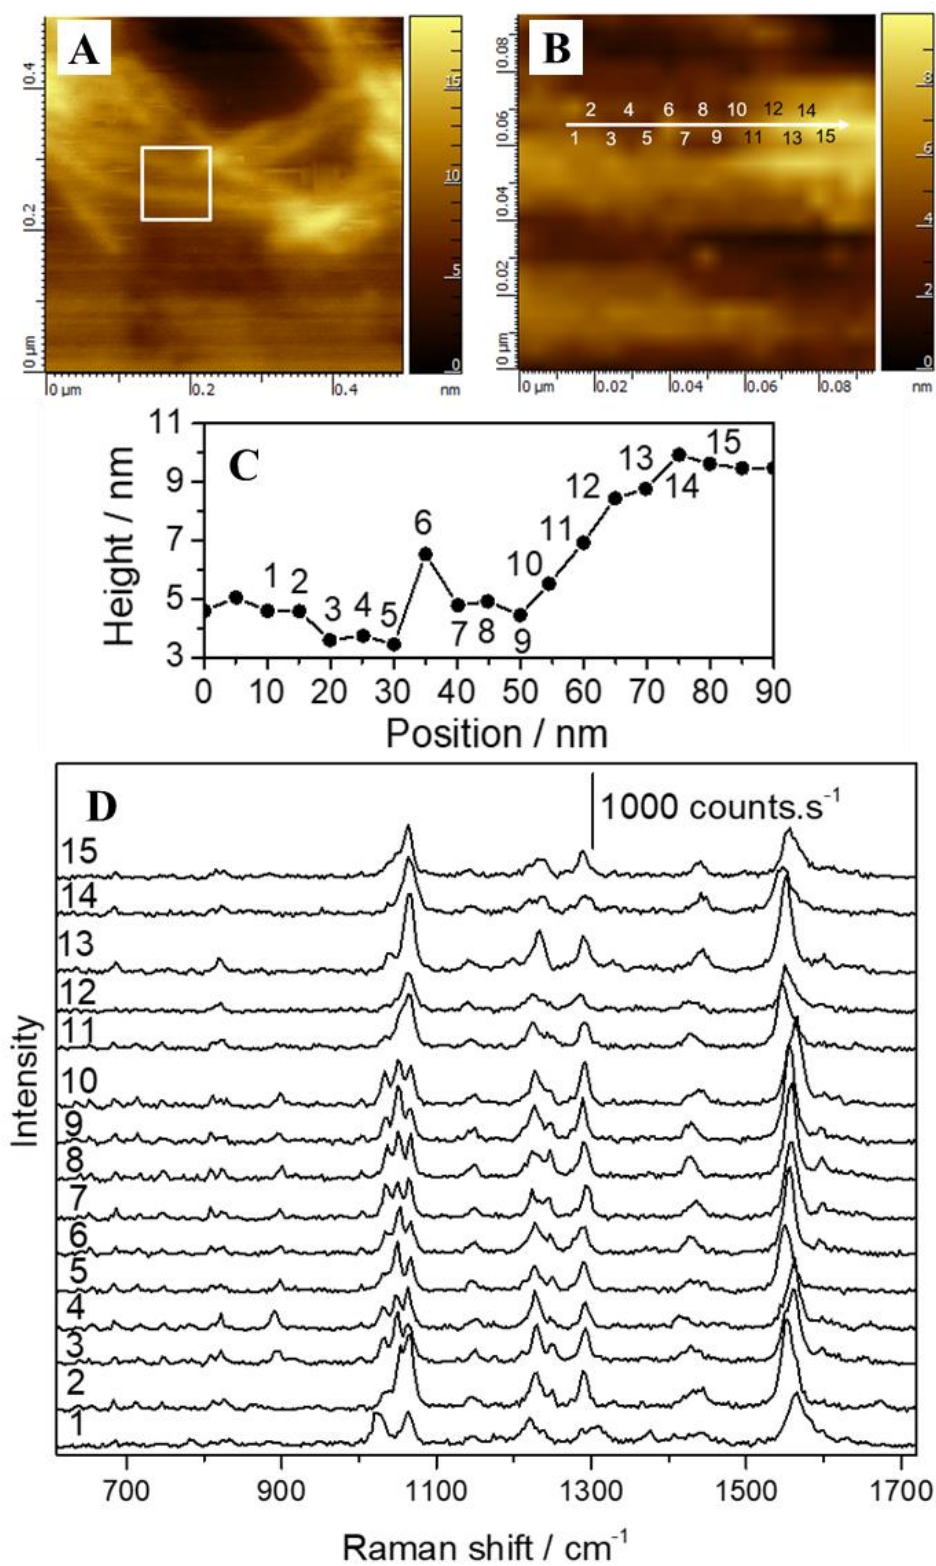 A
0 µm
0.2
0.4
0 µm
0.2
0.4
0
5
10
15
nm
B
0 µm
0.02
0.04
0.06
0.08
0 µm
0.02
0.04
0.06
0.08
0
2
4
6
8
nm
2 4 6 8 10 12 14
1 3 5 7 9 11 13 15
C
Height / nm
11
9
7
5
3
1 2 3 4 5 6 7 8 9 10 11 12 13 14 15
0 10 20 30 40 50 60 70 80 90
Position / nm
D
1000 counts.s⁻¹
15
14
13
12
11
10
9
8
7
6
5
4
3
2
1
Intensity
700 900 1100 1300 1500 1700
Raman shift / cm⁻¹